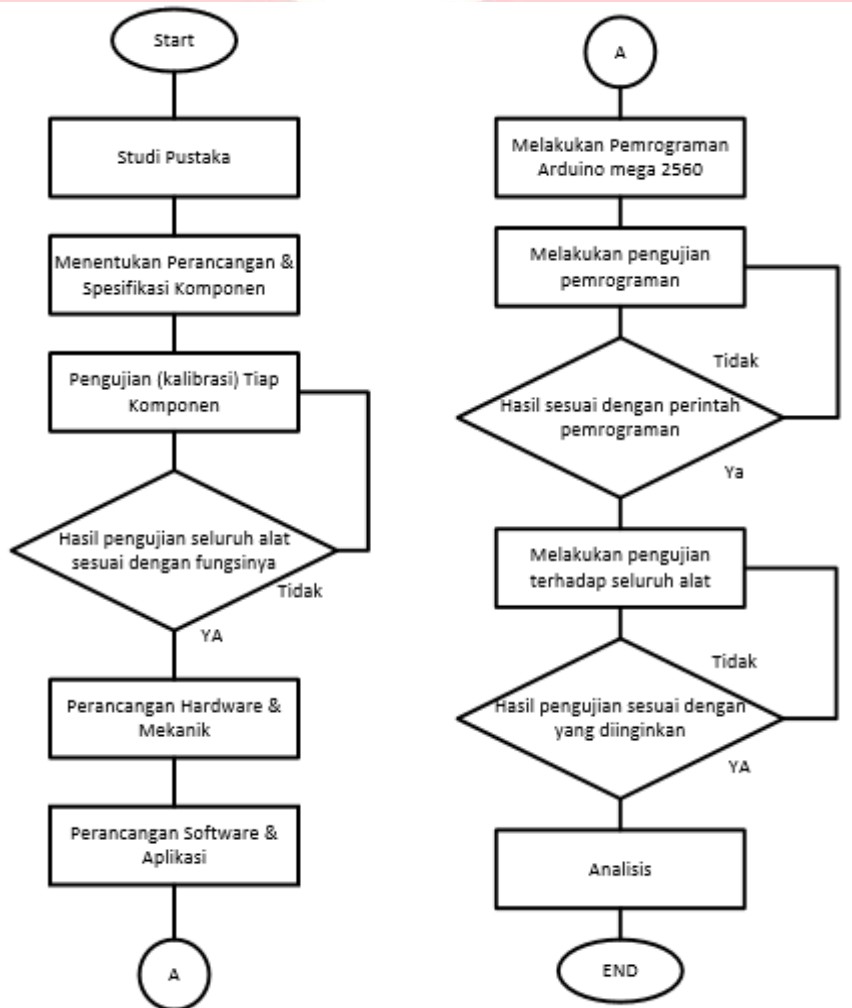 Start
Studi Pustaka
Menentukan Perancangan &
Spesifikasi Komponen
Pengujian (kalibrasi) Tiap
Komponen
Hasil pengujian seluruh alat
sesuai dengan fungsinya
Tidak
YA
Perancangan Hardware &
Mekanik
Perancangan Software &
Aplikasi
A
A
Melakukan Pemrograman
Arduino mega 2560
Melakukan pengujian
pemrograman
Tidak
Hasil sesuai dengan perintah
pemrograman
Ya
Melakukan pengujian
terhadap seluruh alat
Tidak
Hasil pengujian sesuai dengan
yang diinginkan
YA
Analisis
END